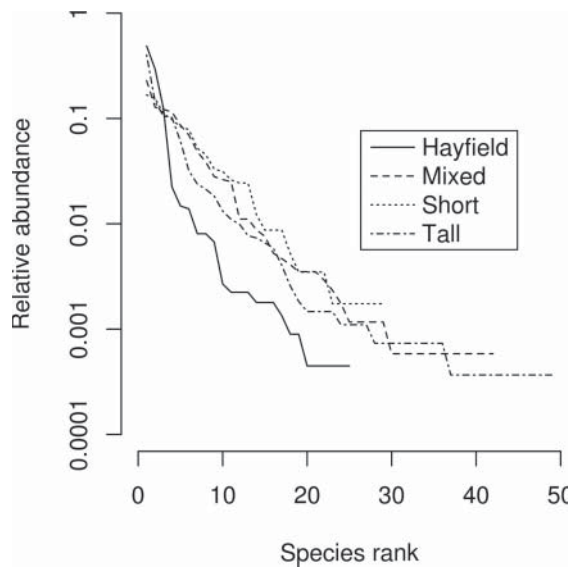 1
0.1
0.01
0.001
0.0001
Relative abundance
Hayfield
Mixed
Short
Tall
0 10 20 30 40 50
Species rank